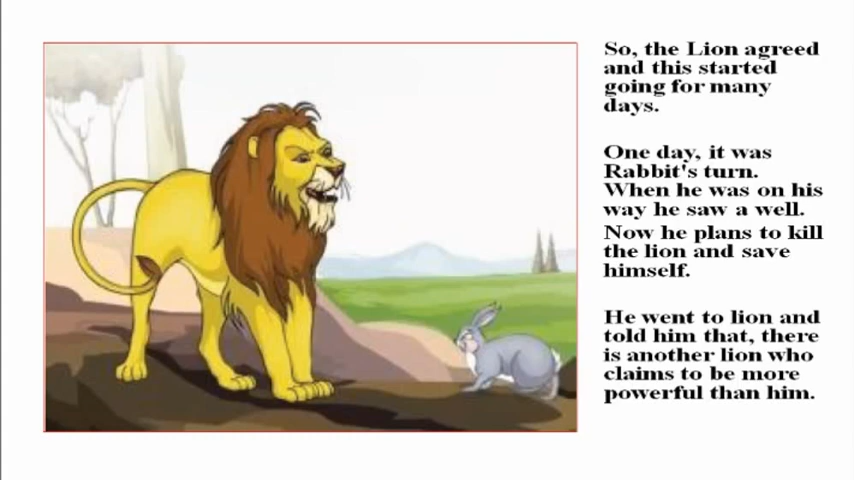 So, the Lion agreed
and this started
going for many
days.
One day, it was
Rabbit's turn.
When he was on his
way he saw a well.
Now he plans to kill
the lion and save
himself.
He went to lion and
told him that, there
is another lion who
claims to be more
powerful than him.